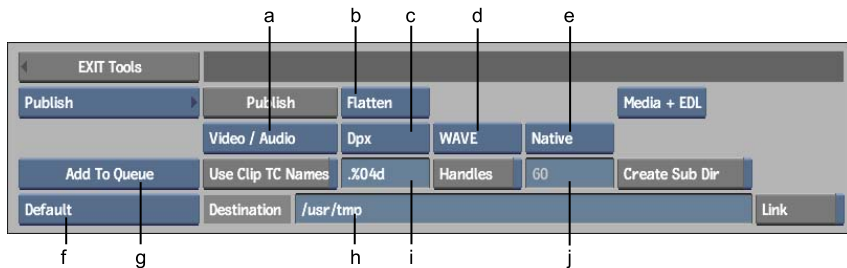 a b c d e
EXIT Tools
Publish Publish Flatten Media + EDL
Video / Audio Dpx WAVE Native
Add To Queue Use Clip TC Names .%04d Handles 60 Create Sub Dir
Default Destination /usr/tmp Link
f g h i j